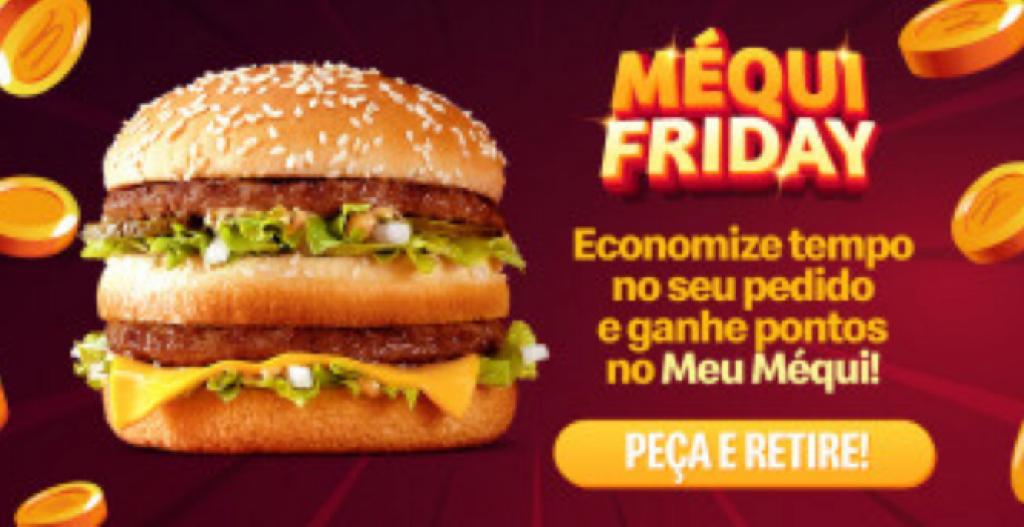 MÉQUI
FRIDAY
Economize tempo
no seu pedido
e ganhe pontos
no Meu Méqui!
PEÇA E RETIRE!